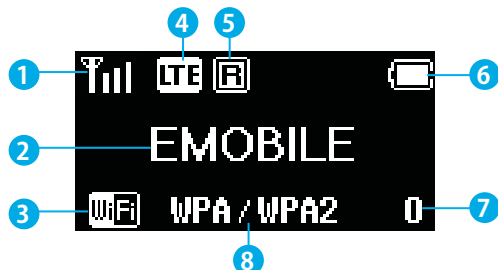 4 5
1 LTE R 6
2 EMOBILE
3 WiFi WPA / WPA2 0 7
8